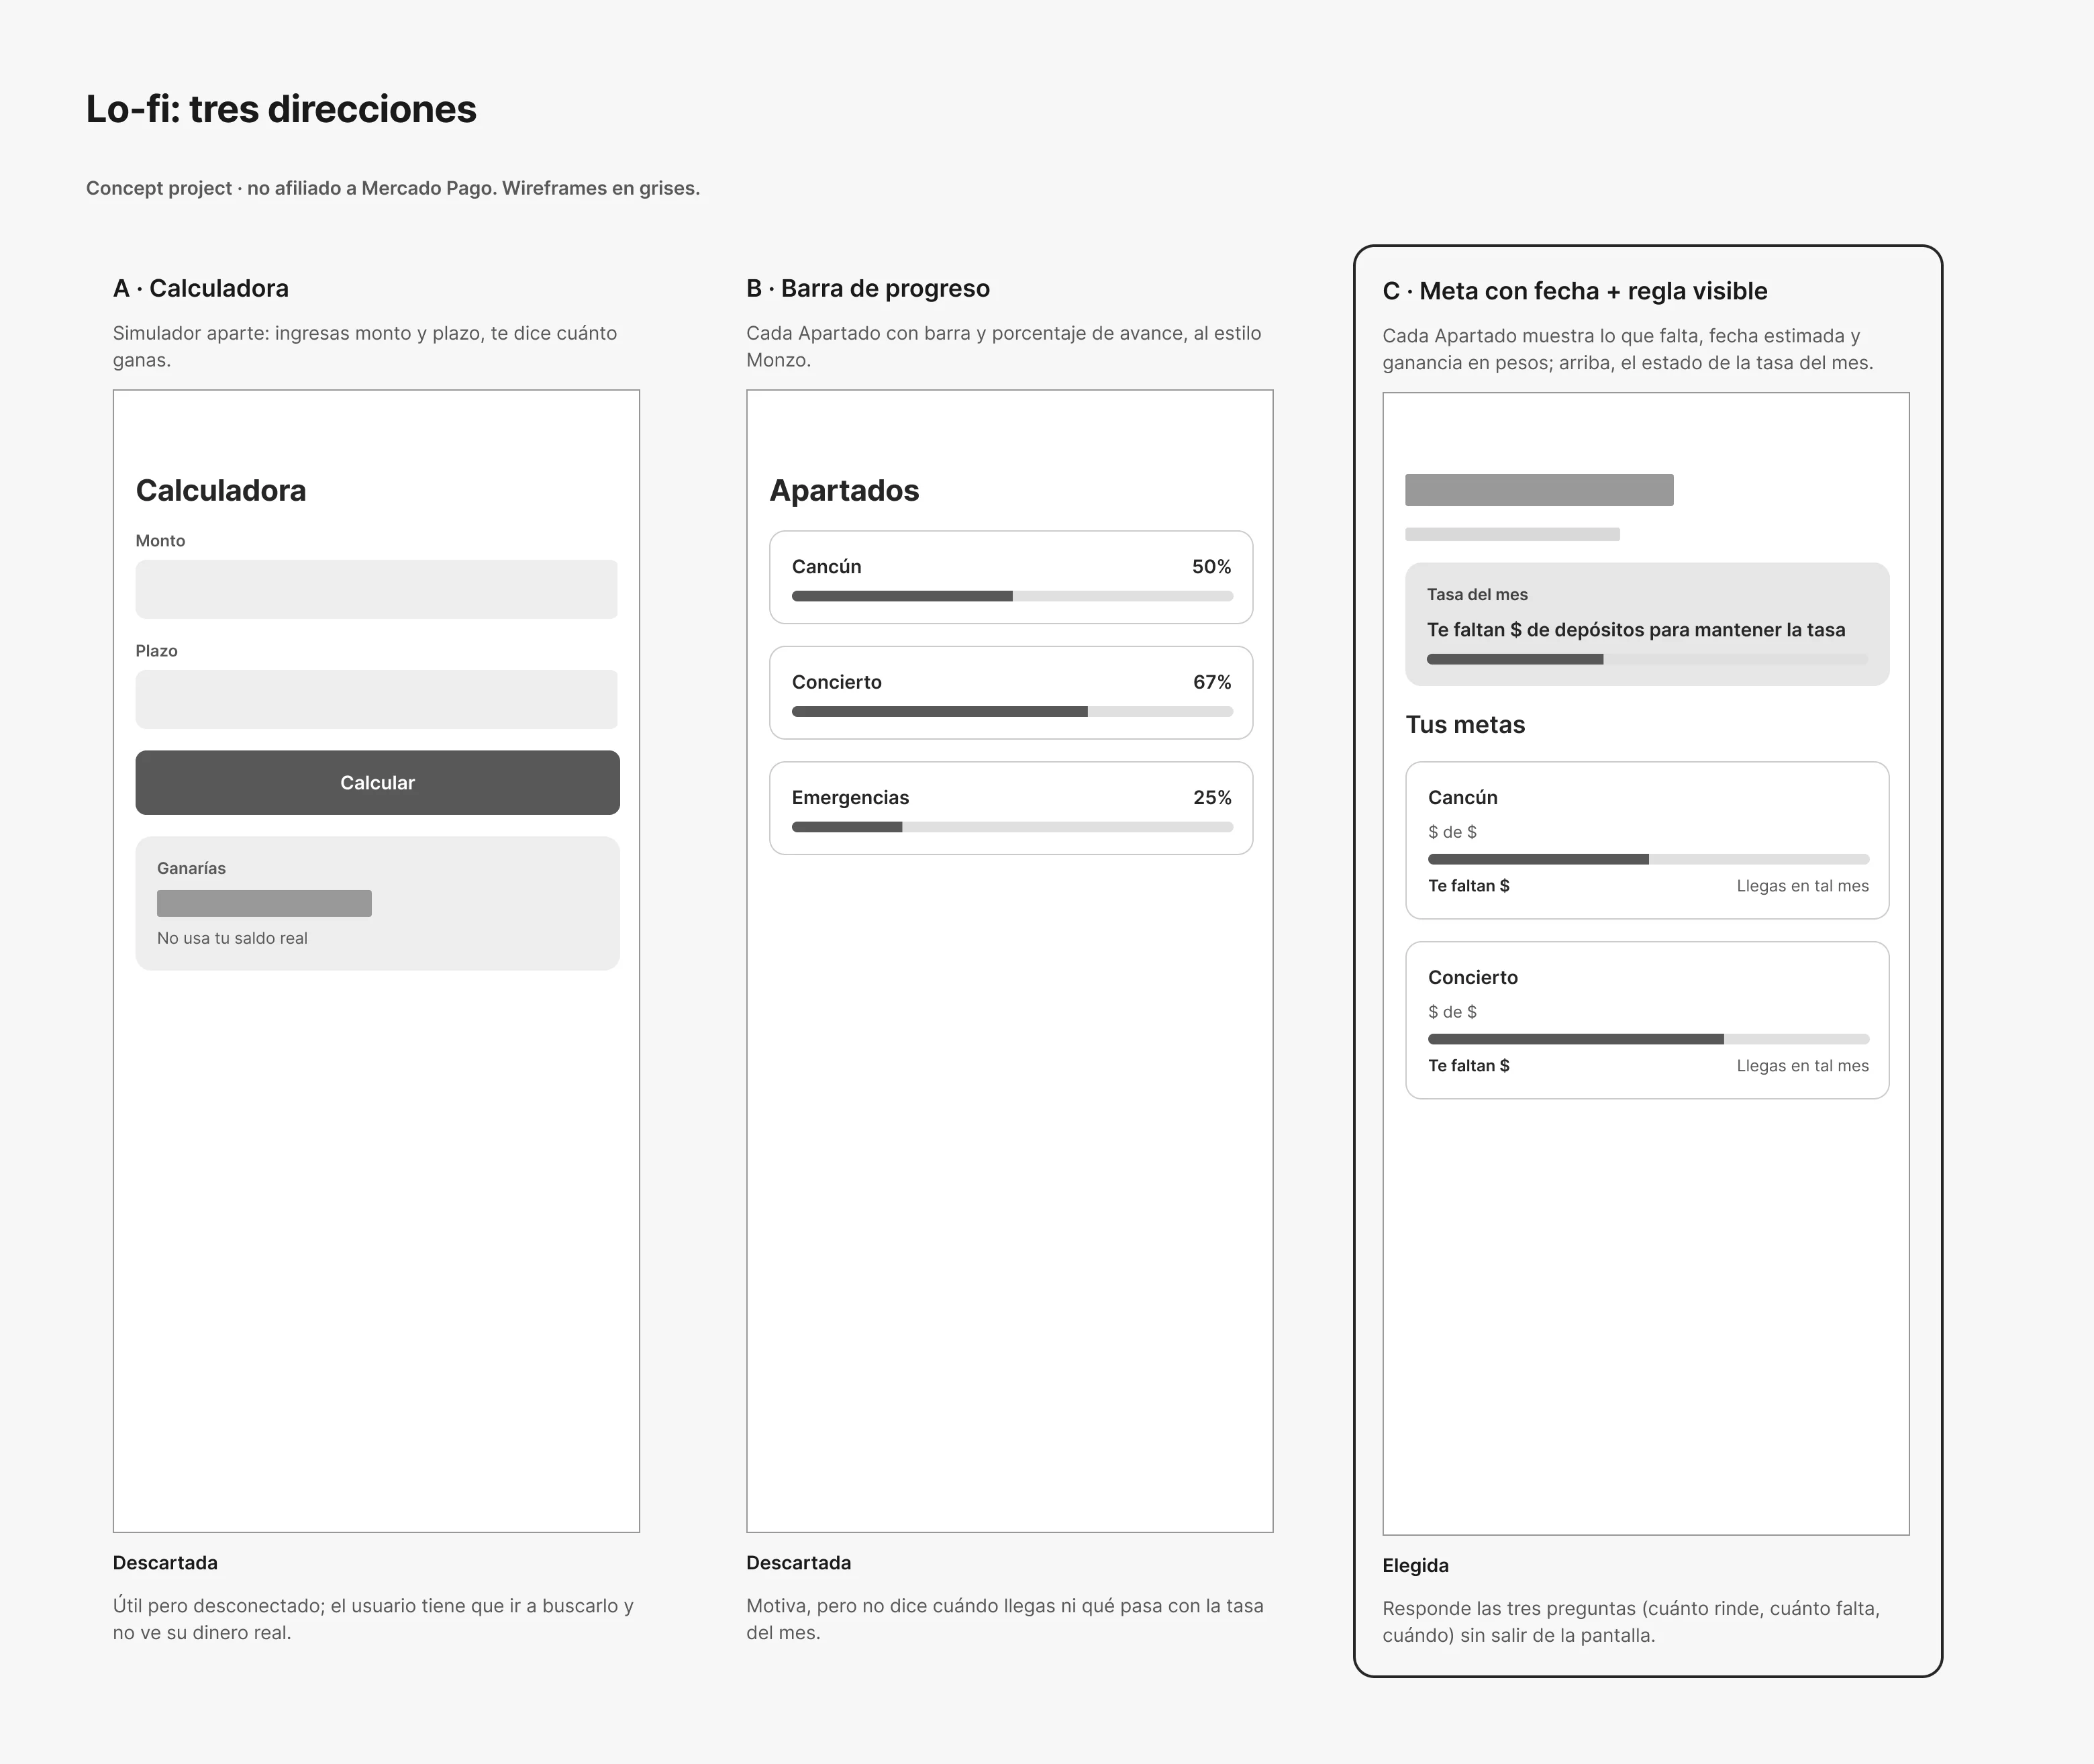 Lo-fi: tres direcciones
Concept project · no afiliado a Mercado Pago. Wireframes en grises.
A · Calculadora
Simulador aparte: ingresas monto y plazo, te dice cuánto
ganas.
Calculadora
Monto
Plazo
Calcular
Ganarías
No usa tu saldo real
Descartada
Útil pero desconectado; el usuario tiene que ir a buscarlo y
no ve su dinero real.
B · Barra de progreso
Cada Apartado con barra y porcentaje de avance, al estilo
Monzo.
Apartados
Cancún 50%
Concierto 67%
Emergencias 25%
Descartada
Motiva, pero no dice cuándo llegas ni qué pasa con la tasa
del mes.
C · Meta con fecha + regla visible
Cada Apartado muestra lo que falta, fecha estimada y
ganancia en pesos; arriba, el estado de la tasa del mes.
Tasa del mes
Te faltan $ de depósitos para mantener la tasa
Tus metas
Cancún
$ de $
Te faltan $ Llegas en tal mes
Concierto
$ de $
Te faltan $ Llegas en tal mes
Elegida
Responde las tres preguntas (cuánto rinde, cuánto falta,
cuándo) sin salir de la pantalla.